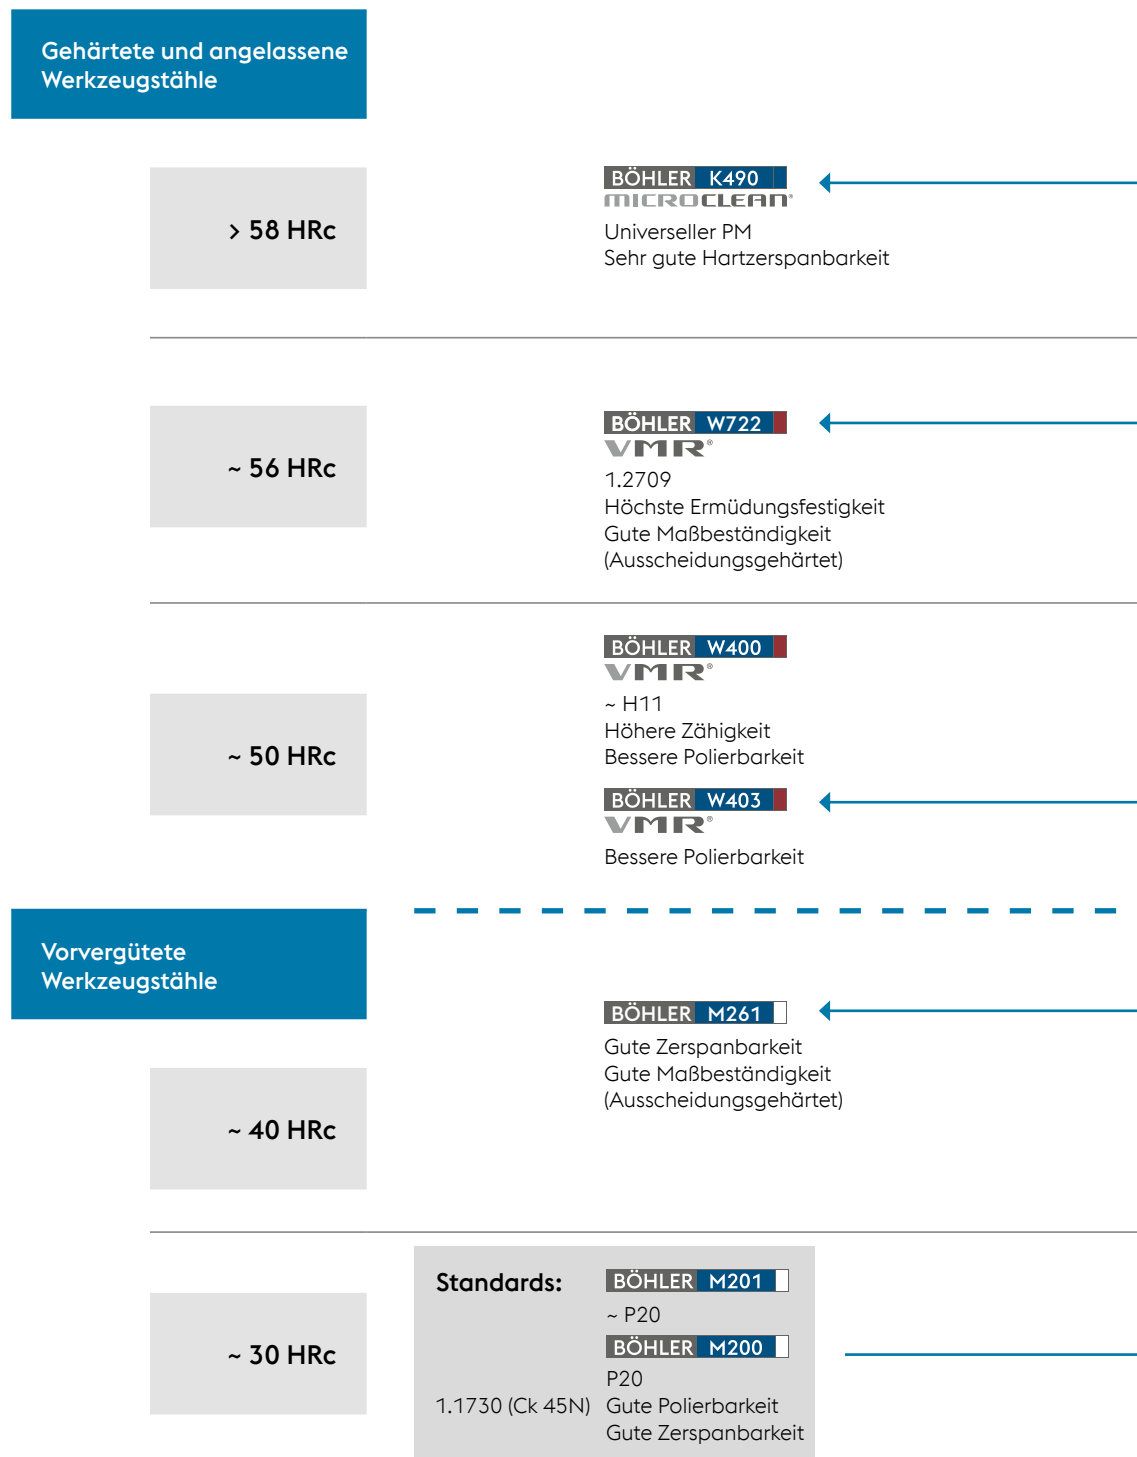 Gehärtete und angelassene
Werkzeugstähle
> 58 HRc
BÖHLER K490
MICROCLEAN®
Universeller PM
Sehr gute Hartzerspanbarkeit
~ 56 HRc
BÖHLER W722
VMR®
1.2709
Höchste Ermüdungsfestigkeit
Gute Maßbeständigkeit
(Ausscheidungsgehärtet)
~ 50 HRc
BÖHLER W400
VMR®
~ H11
Höhere Zähigkeit
Bessere Polierbarkeit
BÖHLER W403
VMR®
Bessere Polierbarkeit
Vorvergütete
Werkzeugstähle
BÖHLER M261
Gute Zerspanbarkeit
Gute Maßbeständigkeit
(Ausscheidungsgehärtet)
~ 40 HRc
Standards: BÖHLER M201
~ P20
~ 30 HRc
BÖHLER M200
P20
1.1730 (Ck 45N) Gute Polierbarkeit
Gute Zerspanbarkeit